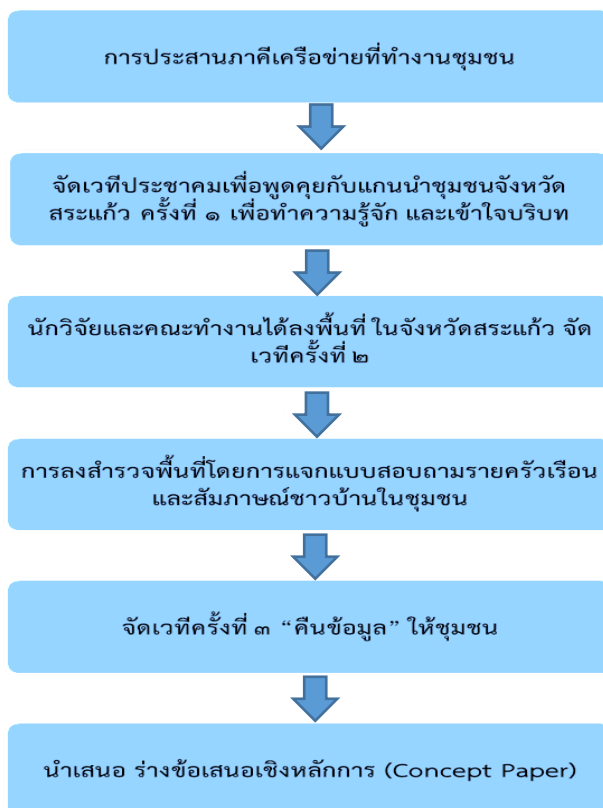 การประสานภาคีเครือข่ายที่ทำงานชุมชน
จัดเวทีประชาคมเพื่อพูดคุยกับแกนนำชุมชนจังหวัด
สระแก้ว ครั้งที่ ๑ เพื่อทำความรู้จัก และเข้าใจบริบท
นักวิจัยและคณะทำงานได้ลงพื้นที่ ในจังหวัดสระแก้ว จัด
เวทีครั้งที่ ๒
การลงสำรวจพื้นที่โดยการแจกแบบสอบถามรายครัวเรือน
และสัมภาษณ์ชาวบ้านในชุมชน
จัดเวทีครั้งที่ ๓ “คืนข้อมูล” ให้ชุมชน
นำเสนอ ร่างข้อเสนอเชิงหลักการ (Concept Paper)